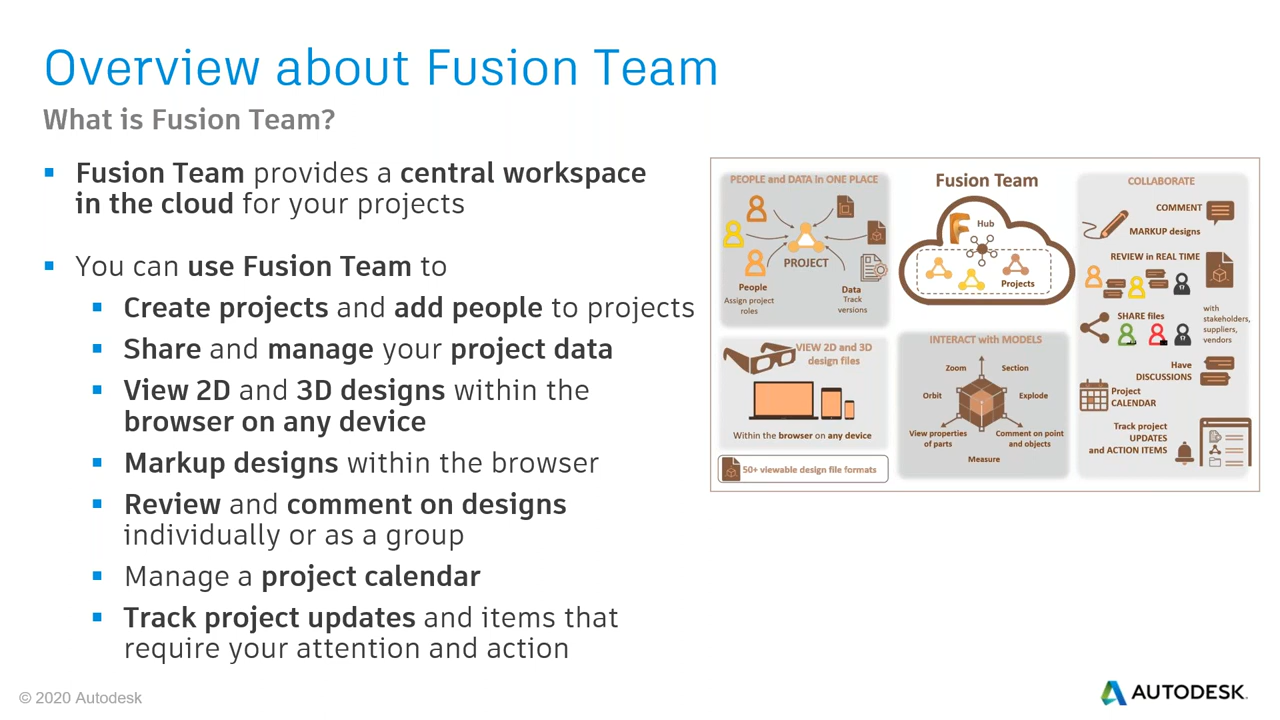 Overview about Fusion Team
What is Fusion Team?
▪ Fusion Team provides a central workspace
in the cloud for your projects
▪ You can use Fusion Team to
▪ Create projects and add people to projects
▪ Share and manage your project data
▪ View 2D and 3D designs within the
browser on any device
▪ Markup designs within the browser
▪ Review and comment on designs
individually or as a group
▪ Manage a project calendar
▪ Track project updates and items that
require your attention and action
PEOPLE and DATA in ONE PLACE
PROJECT
People
Assign project
roles
Data
Track
versions
VIEW 2D and 3D
design files
Within the browser on any device
50+ viewable design file formats
Fusion Team
F
Hub
Projects
INTERACT with MODELS
Zoom
Section
Orbit
Explode
View properties
of parts
Comment on point
and objects
Measure
COLLABORATE
COMMENT
MARKUP designs
REVIEW in REAL TIME
SHARE files
with
stakeholders,
suppliers,
vendors
Have
DISCUSSIONS
Project
CALENDAR
Track project
UPDATES
and ACTION ITEMS
© 2020 Autodesk
AUTODESK.